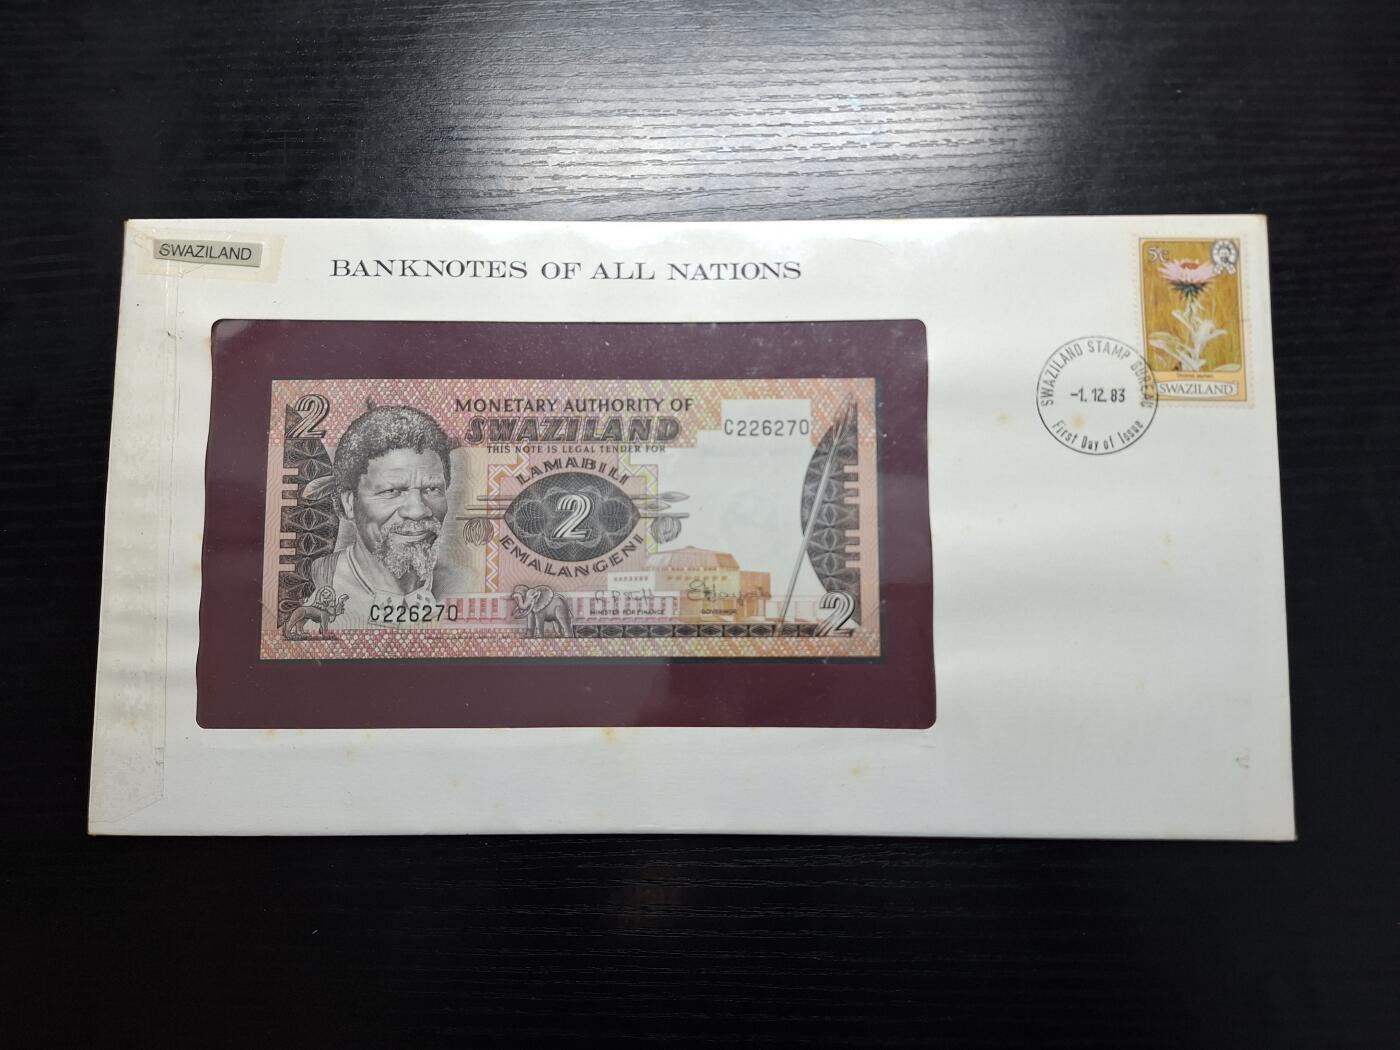 SWAZILAND
BANKNOTES OF ALL NATIONS
5c
SWAZILAND
SWAZILAND STAMP BUREAU
-1. 12. 83
First Day of Issue
2
MONETARY AUTHORITY OF
SWAZILAND
THIS NOTE IS LEGAL TENDER FOR
C226270
LAMABILI
2
EMALANGENI
C226270
MINISTER FOR FINANCE
GOVERNOR
2